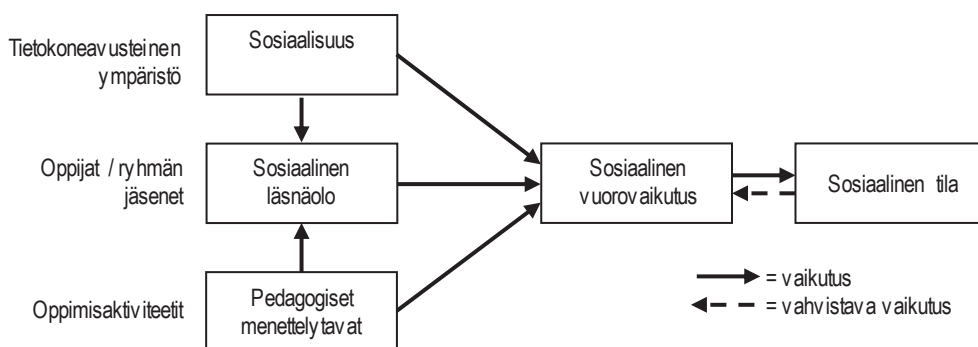 Tietokoneavusteinen
ympäristö
Sosiaalisuus
Oppijat / ryhmän
jäsenet
Sosiaalinen
läsnäolo
Sosiaalinen
vuorovaikutus
Sosiaalinen tila
Oppimisaktiviteetit
Pedagogiset
menettelytavat
= vaikutus
= vahvistava vaikutus